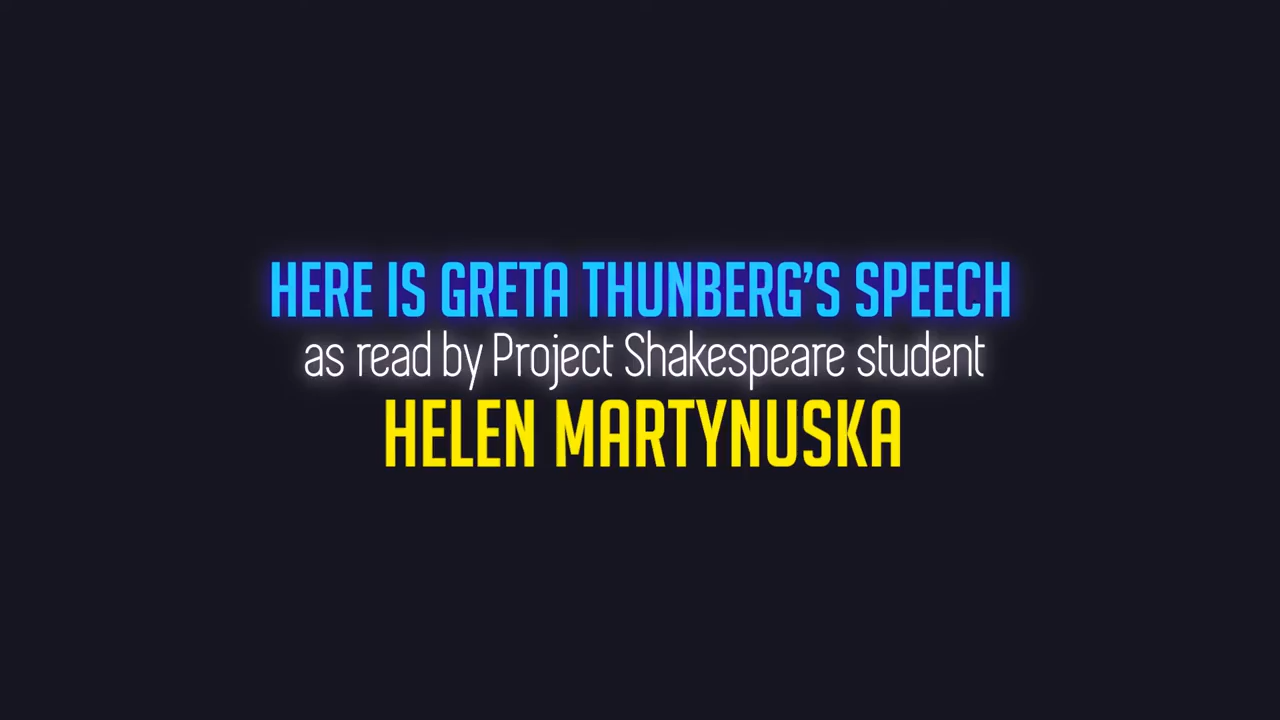 HERE IS GRETA THUNBERG’S SPEECH
as read by Project Shakespeare student
HELEN MARTYNUSKA